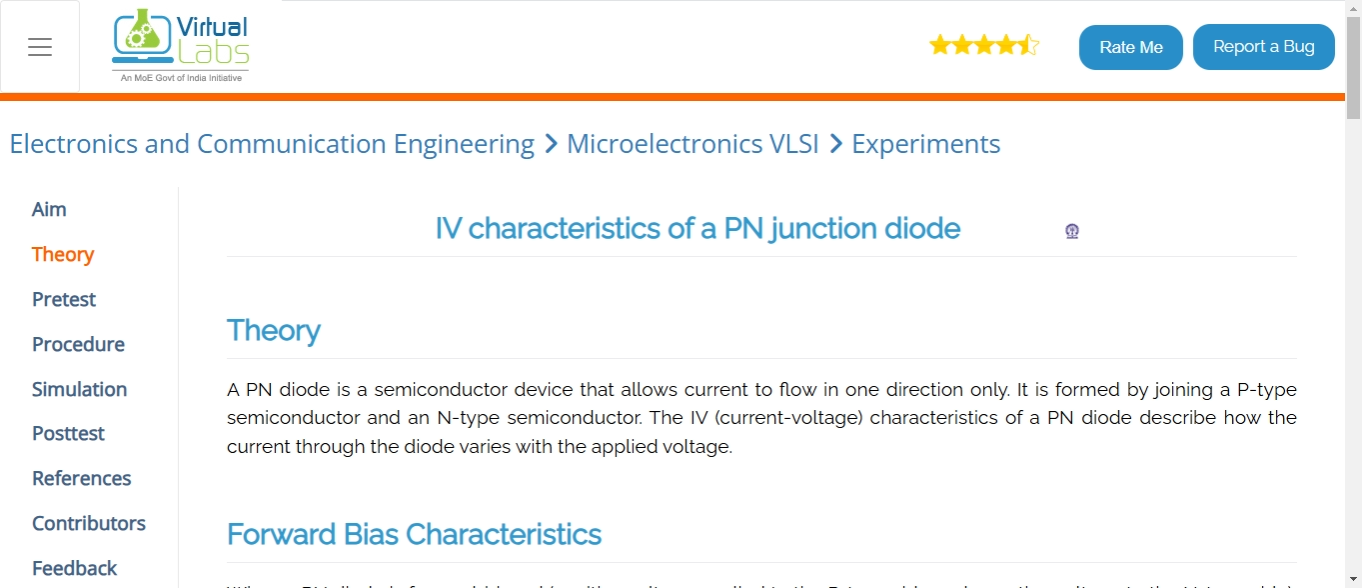 Virtual
Labs
An MoE Govt of India Initiative
Rate Me
Report a Bug
Electronics and Communication Engineering > Microelectronics VLSI > Experiments
Aim
Theory
Pretest
Procedure
Simulation
Posttest
References
Contributors
Feedback
IV characteristics of a PN junction diode
Theory
A PN diode is a semiconductor device that allows current to flow in one direction only. It is formed by joining a P-type
semiconductor and an N-type semiconductor. The IV (current-voltage) characteristics of a PN diode describe how the
current through the diode varies with the applied voltage.
Forward Bias Characteristics